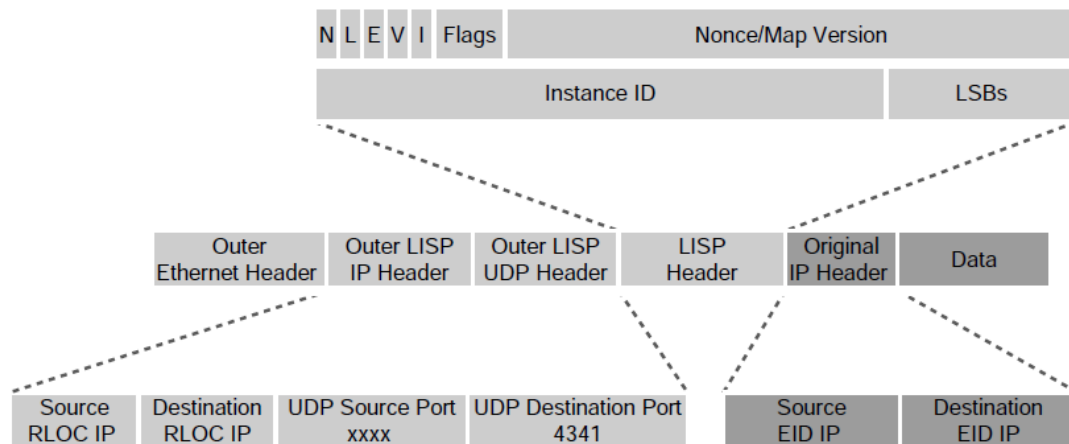 N L E V I Flags Nonce/Map Version
Instance ID LSBs
Outer Ethernet Header
Outer LISP IP Header
Outer LISP UDP Header
LISP Header
Original IP Header
Data
Source RLOC IP
Destination RLOC IP
UDP Source Port xxxx
UDP Destination Port 4341
Source EID IP
Destination EID IP